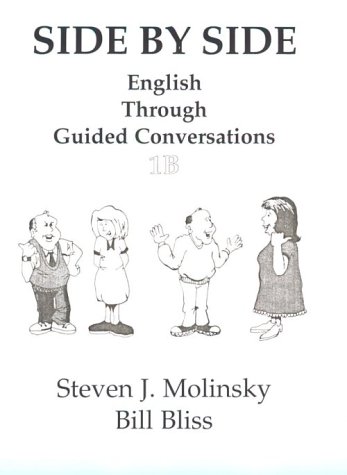 SIDE BY SIDE
English
Through
Guided Conversations
1B
Steven J. Molinsky
Bill Bliss